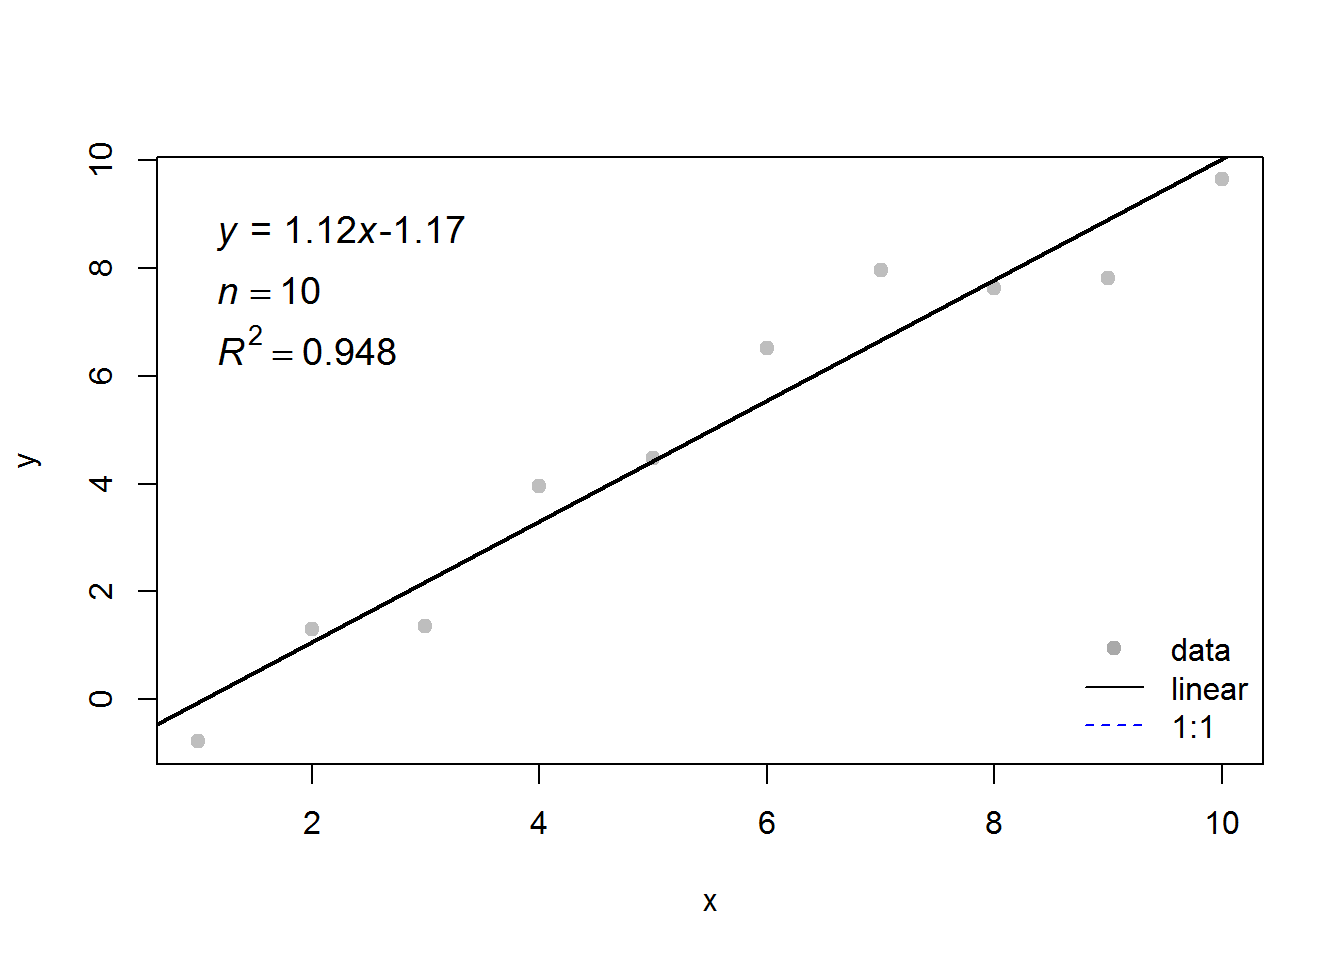 y = 1.12x-1.17
n = 10
R² = 0.948
10
8
6
4
2
0
y
data
linear
1:1
2 4 6 8 10
x